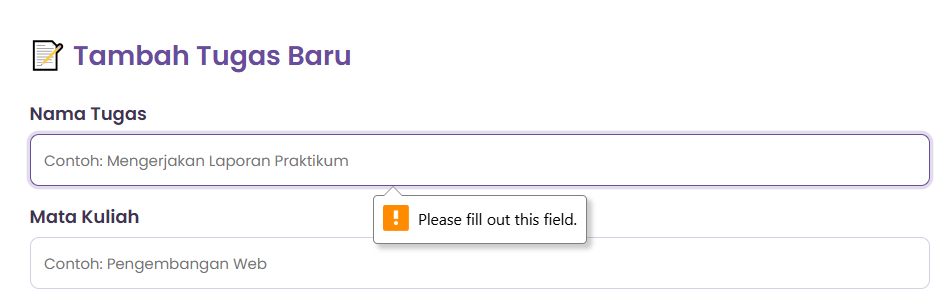 Tambah Tugas Baru
Nama Tugas
Contoh: Mengerjakan Laporan Praktikum
Please fill out this field.
Mata Kuliah
Contoh: Pengembangan Web